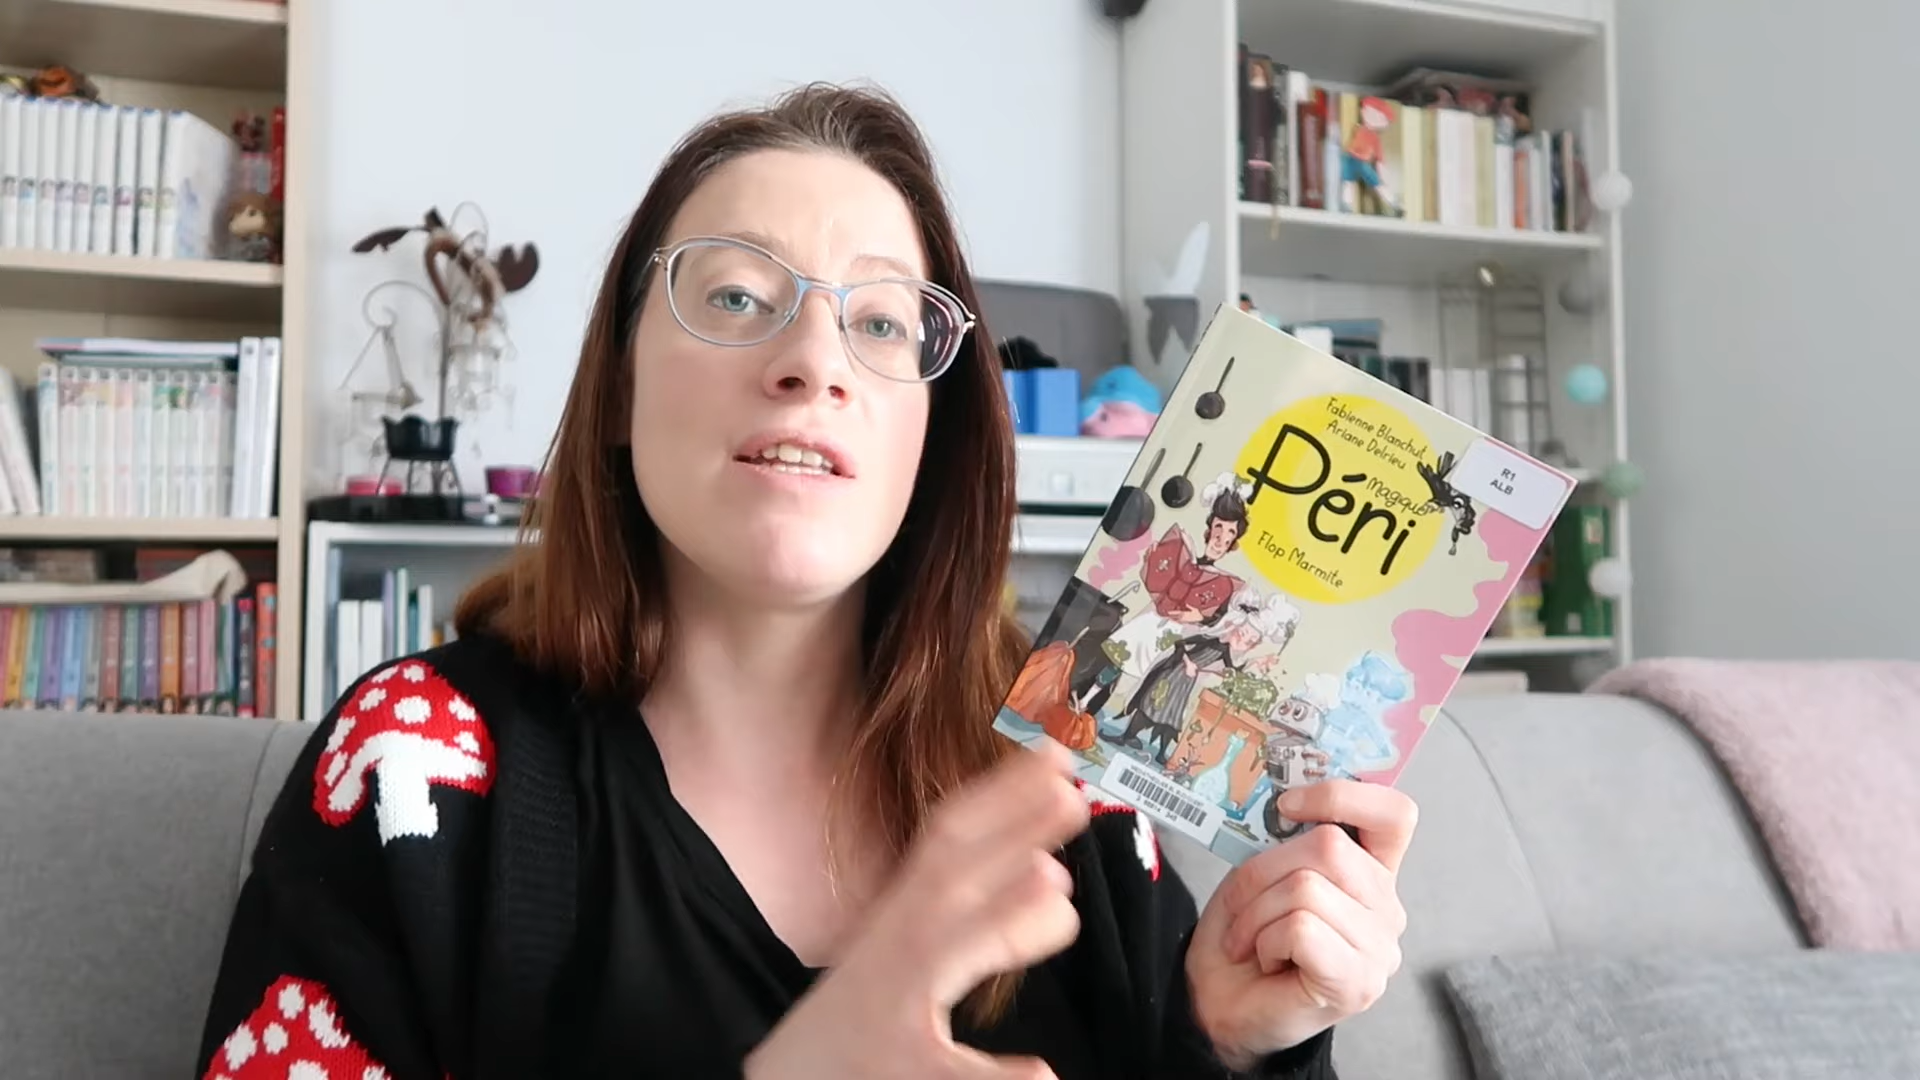 Fabienne Blanchut
Ariane Delrieu
Magique
Péri
Flop Marmite
R1
ALB